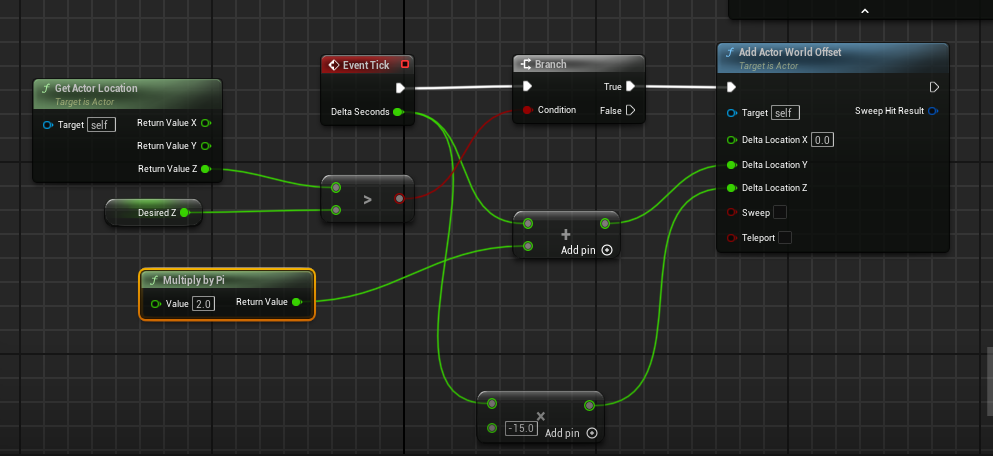 Get Actor Location
Target is Actor
Target self
Return Value X
Return Value Y
Return Value Z
Desired Z
Event Tick
Delta Seconds
>
Branch
True
Condition
False
Multiply by Pi
Value 2.0
Return Value
+
Add pin
×
-15.0
Add pin
f Add Actor World Offset
Target is Actor
Target self
Sweep Hit Result
Delta Location X 0.0
Delta Location Y
Delta Location Z
Sweep
Teleport